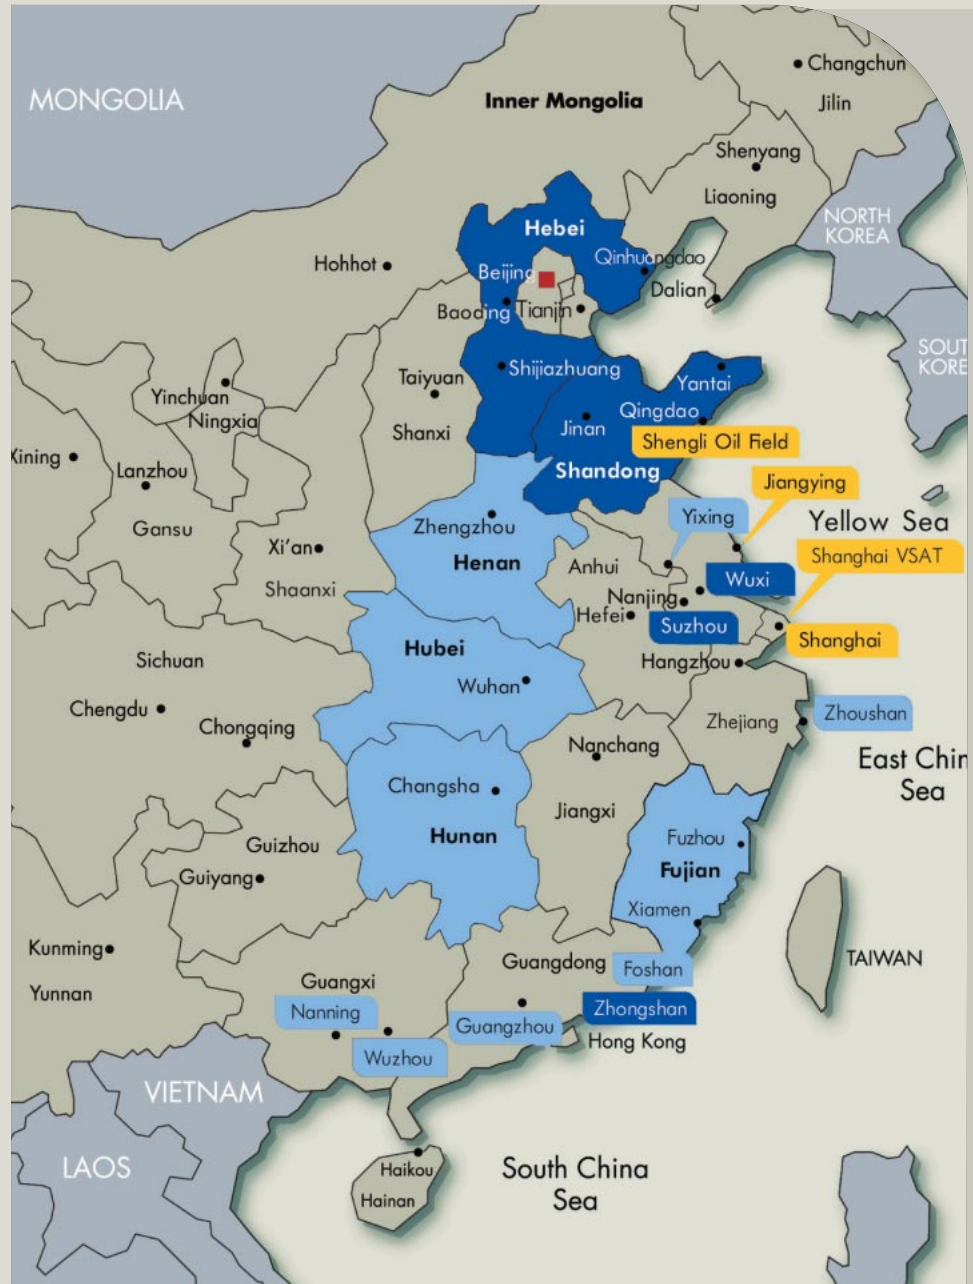 Changchun
MONGOLIA
Inner Mongolia
Jilin
Shenyang
Liaoning
NORTH
KOREA
Hebei
Hohhot
Beijing
Qinhuangdao
Dalian
Baoding
Tianjin
SOUT
KORE
Taiyuan
Shijiazhuang
Yantai
Yinchuan
Ningxia
Shanxi
Jinan
Qingdao
Shengli Oil Field
Xining
Lanzhou
Shandong
Jiangying
Gansu
Zhengzhou
Yixing
Yellow Sea
Xi'an
Henan
Anhui
Shanghai VSAT
Shaanxi
Wuxi
Nanjing
Hefei
Suzhou
Shanghai
Sichuan
Hubei
Hangzhou
Wuhan
Chengdu
Chongqing
Zhejiang
Zhoushan
Nanchang
East Chin
Sea
Changsha
Jiangxi
Hunan
Guizhou
Fuzhou
Guiyang
Fujian
Xiamen
Kunming
Guangdong
Foshan
TAIWAN
Yunnan
Guangxi
Nanning
Zhongshan
Guangzhou
Wuzhou
Hong Kong
VIETNAM
LAOS
Haikou
Hainan
South China
Sea